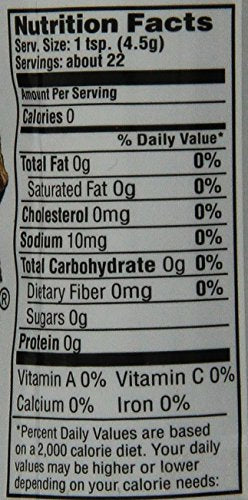 Nutrition Facts
Serv. Size: 1 tsp. (4.5g)
Servings: about 22
Amount Per Serving
Calories 0
% Daily Value*
Total Fat 0g 0%
Saturated Fat 0g 0%
Cholesterol 0mg 0%
Sodium 10mg 0%
Total Carbohydrate 0g 0%
Dietary Fiber 0mg 0%
Sugars 0g
Protein 0g
Vitamin A 0% Vitamin C 0%
Calcium 0% Iron 0%
*Percent Daily Values are based
on a 2,000 calorie diet. Your daily
values may be higher or lower
depending on your calorie needs:
®